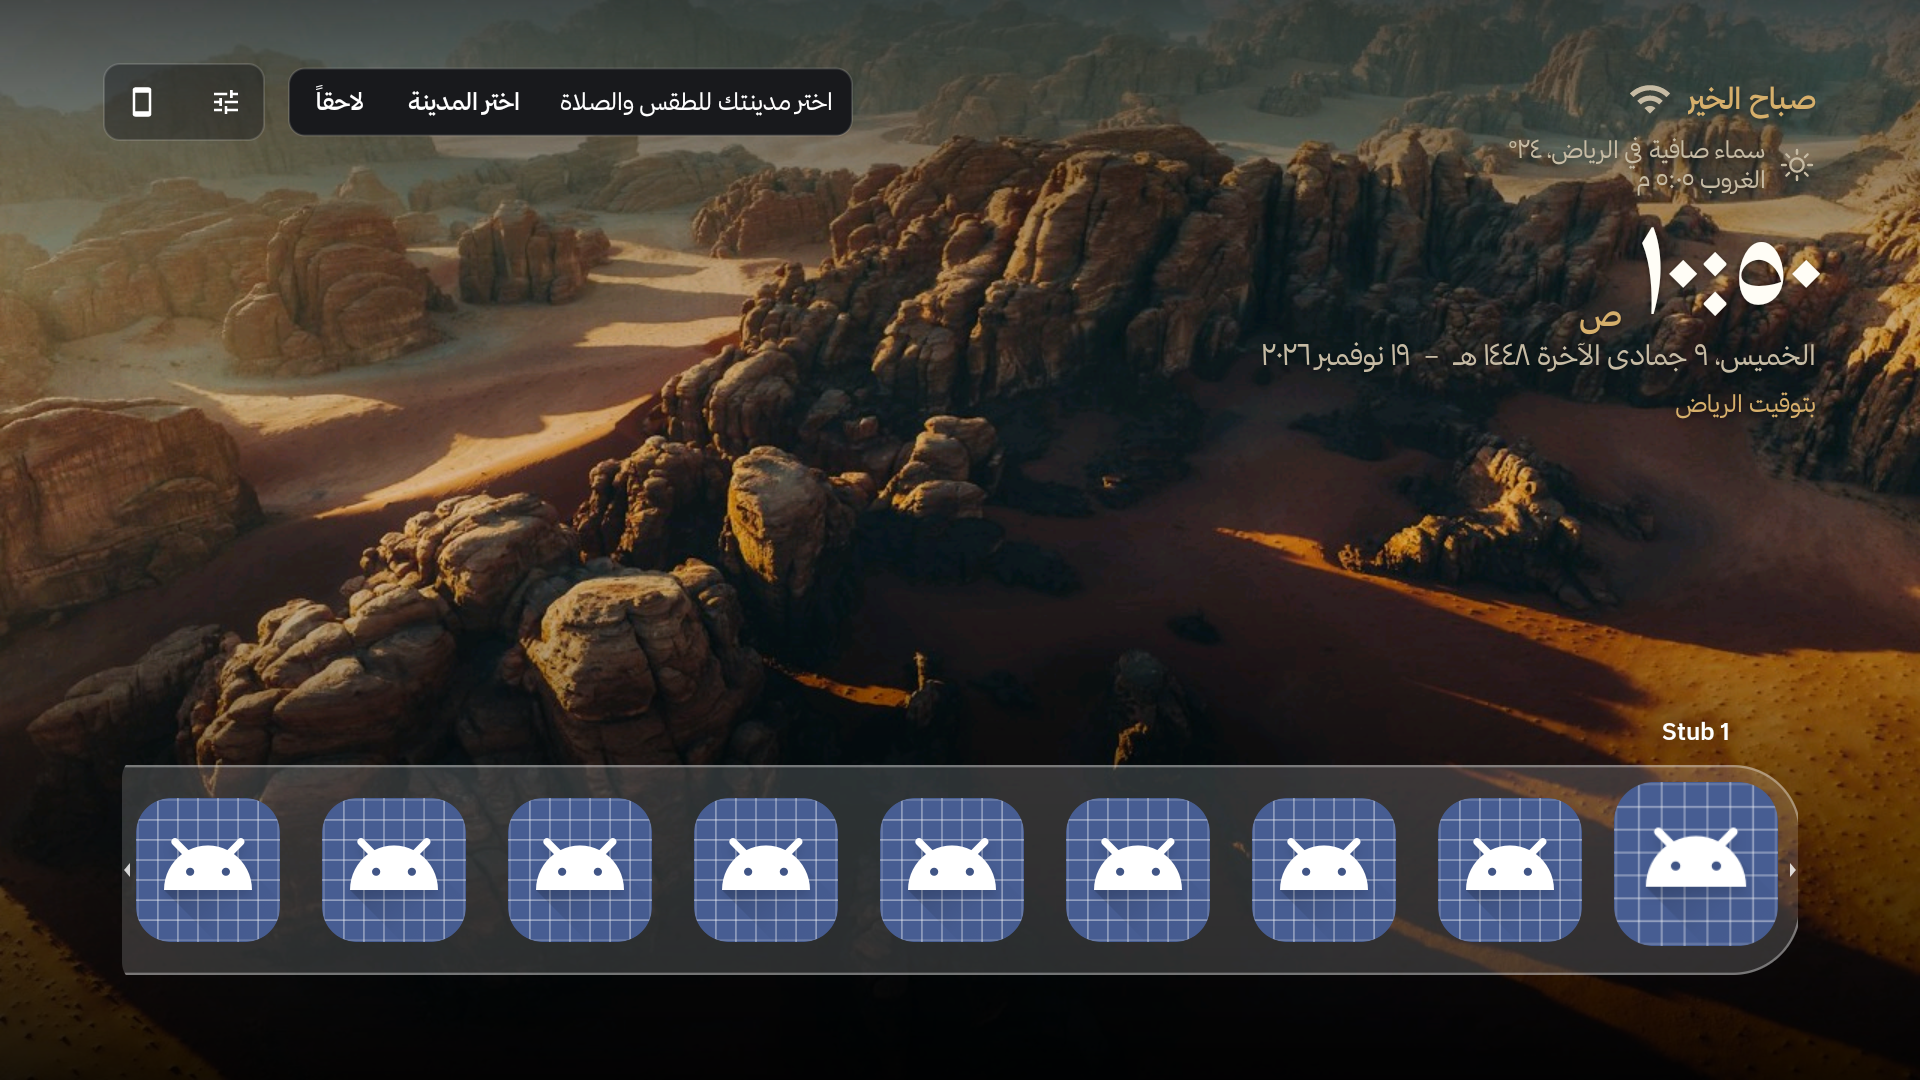 صباح الخير
سماء صافية في الرياض، ٢٤°
الغروب ٥:٠٥ م
١٠:٥٠ ص
الخميس، ٩ جمادى الآخرة ١٤٤٨ هـ – ١٩ نوفمبر ٢٠٢٦
بتوقيت الرياض
اختر مدينتك للطقس والصلاة اختر المدينة لاحقاً
Stub 1